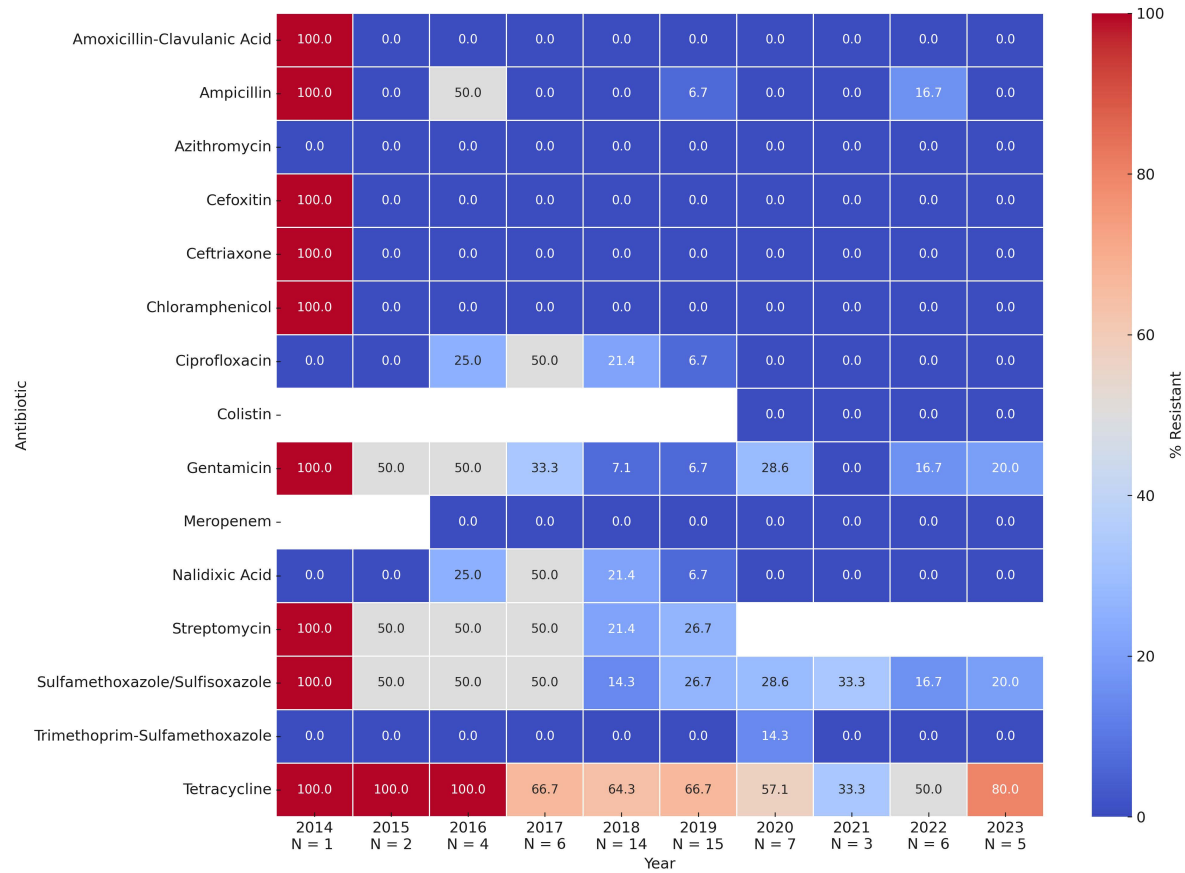 Amoxicillin-Clavulanic Acid 100.0 0.0 0.0 0.0 0.0 0.0 0.0 0.0 0.0 0.0
Ampicillin 100.0 0.0 50.0 0.0 0.0 6.7 0.0 0.0 16.7 0.0
Azithromycin 0.0 0.0 0.0 0.0 0.0 0.0 0.0 0.0 0.0 0.0
Cefoxitin 100.0 0.0 0.0 0.0 0.0 0.0 0.0 0.0 0.0 0.0
Ceftriaxone 100.0 0.0 0.0 0.0 0.0 0.0 0.0 0.0 0.0 0.0
Chloramphenicol 100.0 0.0 0.0 0.0 0.0 0.0 0.0 0.0 0.0 0.0
Ciprofloxacin 0.0 0.0 25.0 50.0 21.4 6.7 0.0 0.0 0.0 0.0
Colistin 0.0 0.0 0.0 0.0
Gentamicin 100.0 50.0 50.0 33.3 7.1 6.7 28.6 0.0 16.7 20.0
Meropenem 0.0 0.0 0.0 0.0 0.0 0.0 0.0 0.0
Nalidixic Acid 0.0 0.0 25.0 50.0 21.4 6.7 0.0 0.0 0.0 0.0
Streptomycin 100.0 50.0 50.0 50.0 21.4 26.7
Sulfamethoxazole/Sulfisoxazole 100.0 50.0 50.0 50.0 14.3 26.7 28.6 33.3 16.7 20.0
Trimethoprim-Sulfamethoxazole 0.0 0.0 0.0 0.0 0.0 0.0 14.3 0.0 0.0 0.0
Tetracycline 100.0 100.0 100.0 66.7 64.3 66.7 57.1 33.3 50.0 80.0
2014 2015 2016 2017 2018 2019 2020 2021 2022 2023
N = 1 N = 2 N = 4 N = 6 N = 14 N = 15 N = 7 N = 3 N = 6 N = 5
Year
Antibiotic
100
80
60
40
20
0
% Resistant